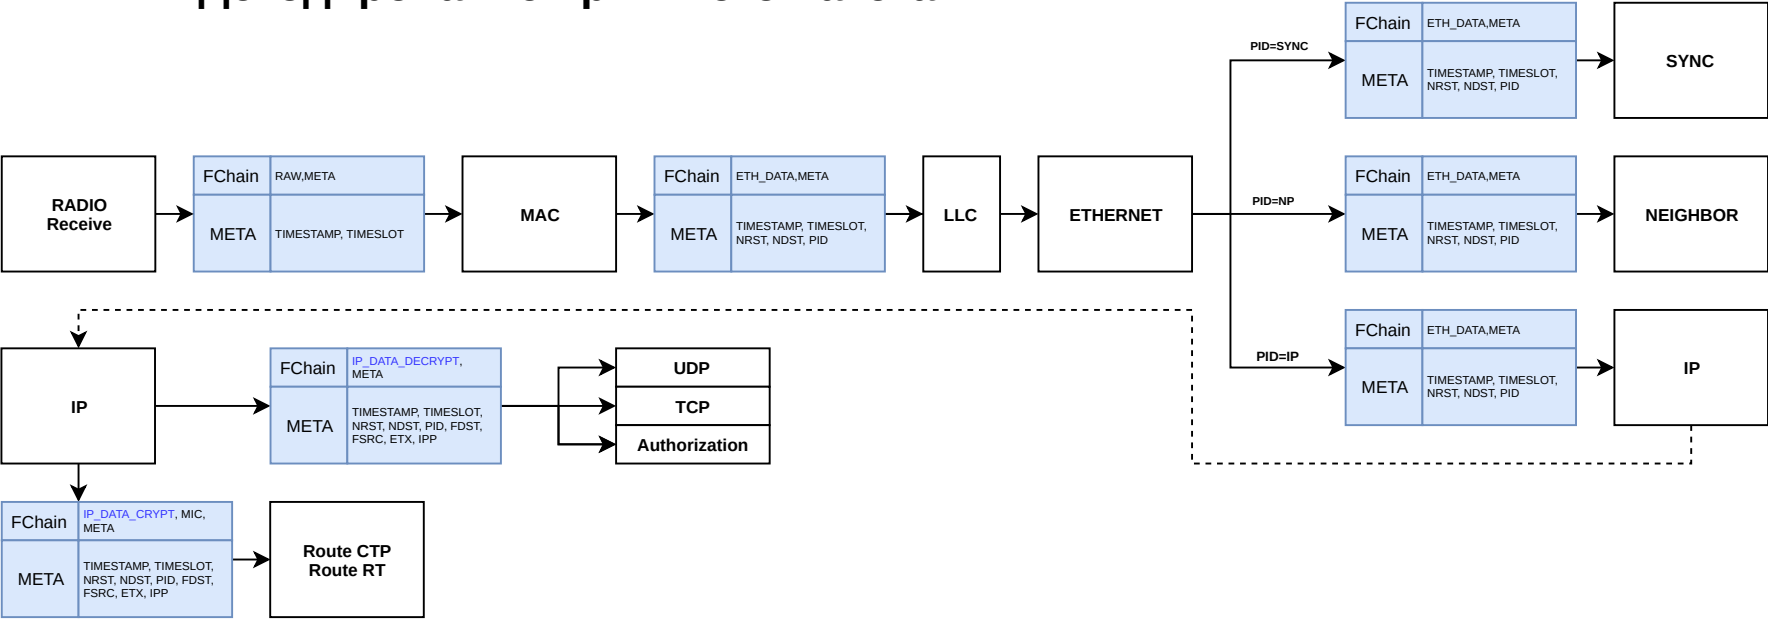 FChain
ETH_DATA,META
META
TIMESTAMP, TIMESLOT,
NRST, NDST, PID
SYNC
PID=SYNC
RADIO
Receive
FChain
RAW,META
META
TIMESTAMP, TIMESLOT
MAC
FChain
ETH_DATA,META
META
TIMESTAMP, TIMESLOT,
NRST, NDST, PID
LLC
ETHERNET
PID=NP
FChain
ETH_DATA,META
META
TIMESTAMP, TIMESLOT,
NRST, NDST, PID
NEIGHBOR
PID=IP
FChain
ETH_DATA,META
META
TIMESTAMP, TIMESLOT,
NRST, NDST, PID
IP
IP
FChain
IP_DATA_DECRYPT,
META
META
TIMESTAMP, TIMESLOT,
NRST, NDST, PID, FDST,
FSRC, ETX, IPP
UDP
TCP
Authorization
FChain
IP_DATA_CRYPT, MIC,
META
META
TIMESTAMP, TIMESLOT,
NRST, NDST, PID, FDST,
FSRC, ETX, IPP
Route CTP
Route RT